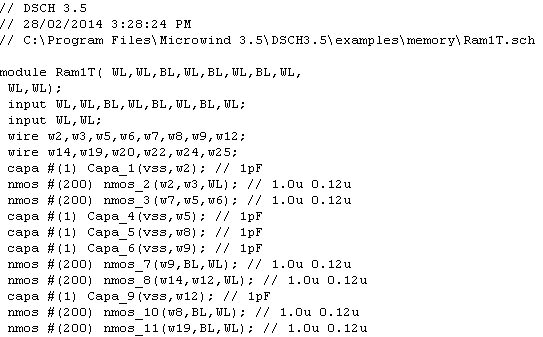 // DSCH 3.5
// 28/02/2014 3:28:24 PM
// C:\Program Files\Microwind 3.5\DSCH3.5\examples\memory\Ram1T.sch
module Ram1T( WL,WL,BL,WL,BL,WL,BL,WL,
WL,WL);
input WL,WL,BL,WL,BL,WL,BL,WL;
input WL,WL;
wire w2,w3,w5,w6,w7,w8,w9,w12;
wire w14,w19,w20,w22,w24,w25;
capa #(1) Capa_1(vss,w2); // 1pF
nmos #(200) nmos_2(w2,w3,WL); // 1.0u 0.12u
nmos #(200) nmos_3(w7,w5,w6); // 1.0u 0.12u
capa #(1) Capa_4(vss,w5); // 1pF
capa #(1) Capa_5(vss,w8); // 1pF
capa #(1) Capa_6(vss,w9); // 1pF
nmos #(200) nmos_7(w9,BL,WL); // 1.0u 0.12u
nmos #(200) nmos_8(w14,w12,WL); // 1.0u 0.12u
capa #(1) Capa_9(vss,w12); // 1pF
nmos #(200) nmos_10(w8,BL,WL); // 1.0u 0.12u
nmos #(200) nmos_11(w19,BL,WL); // 1.0u 0.12u